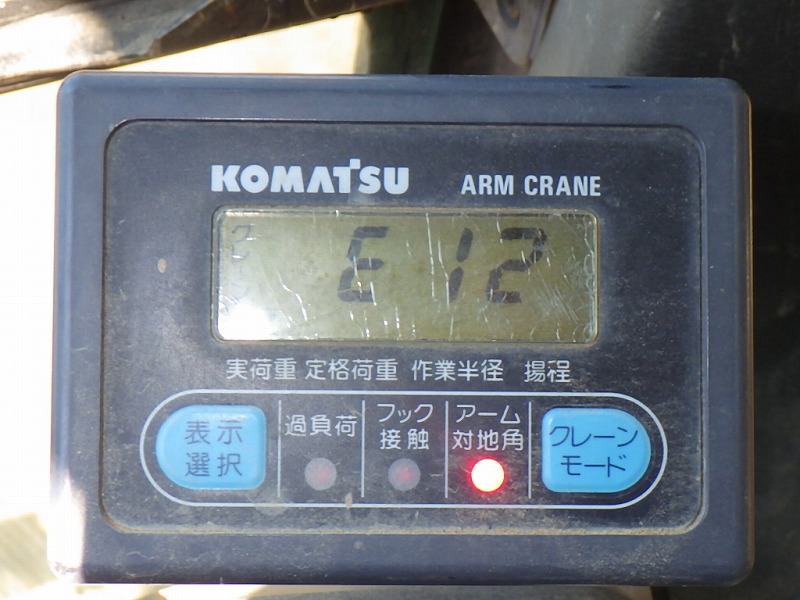 KOMATSU ARM CRANE
E 12
実荷重 定格荷重 作業半径 揚程
表示
選択
過負荷
フック
接触
アーム
対地角
クレーン
モード